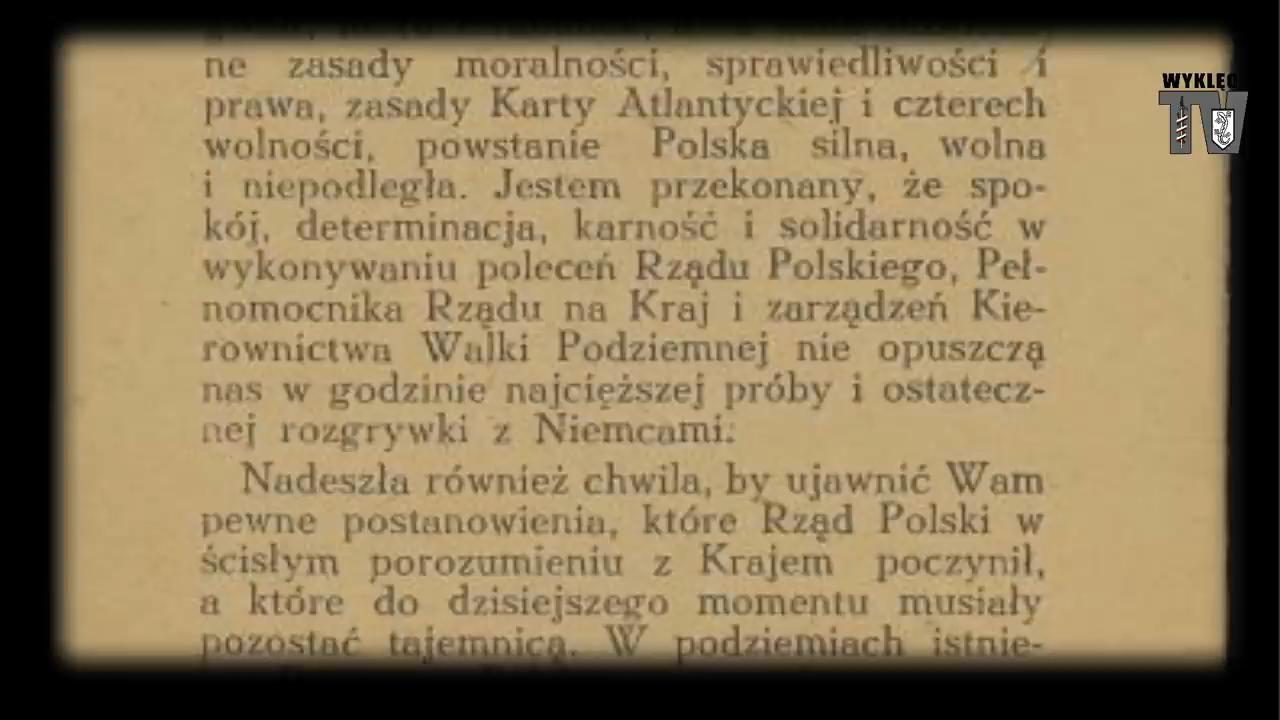 ne zasady moralności, sprawiedliwości i
prawa, zasady Karty Atlantyckiej i czterech
wolności, powstanie Polska silna, wolna
i niepodległa. Jestem przekonany, że spo-
kój, determinacja, karność i solidarność w
wykonywaniu poleceń Rządu Polskiego, Peł-
nomocnika Rządu na Kraj i zarządzeń Kie-
rownictwa Walki Podziemnej nie opuszczą
nas w godzinie najcięższej próby i ostatecz-
nej rozgrywki z Niemcami.
Nadeszła również chwila, by ujawnić Wam
pewne postanowienia, które Rząd Polski w
ścisłym porozumieniu z Krajem poczynił,
a które do dzisiejszego momentu musiały
pozostać tajemnicą. W podziemiach istnie-
WYKLĘC
TV